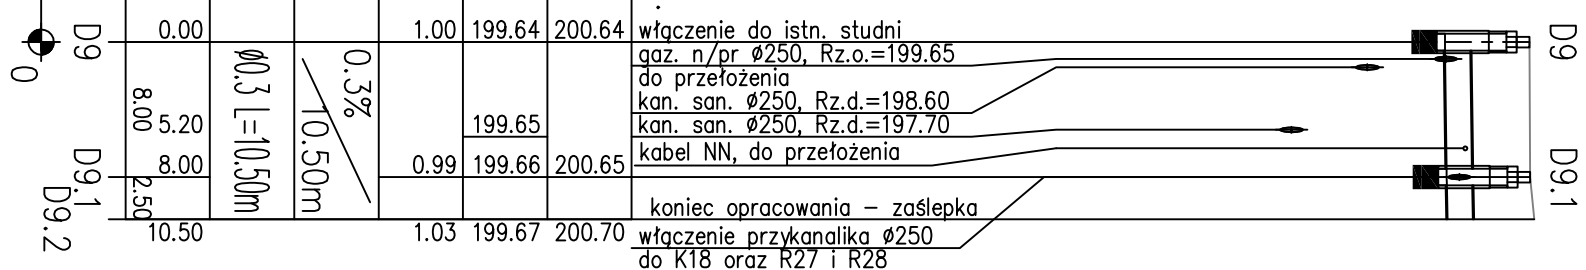 D9 0.00 1.00 199.64 200.64 włączenie do istn. studni D9
gaz. n/pr Ø250, Rz.o.=199.65
do przełożenia
kan. san. Ø250, Rz.d.=198.60
5.20 199.65 kan. san. Ø250, Rz.d.=197.70
kabel NN, do przełożenia
D9.1 8.00 0.99 199.66 200.65 D9.1
koniec opracowania – zaślepka
D9.2 10.50 1.03 199.67 200.70 włączenie przykanalika Ø250
do K18 oraz R27 i R28
0
8.00
2.50
Ø0.3 L=10.50m
0.3%
10.50m